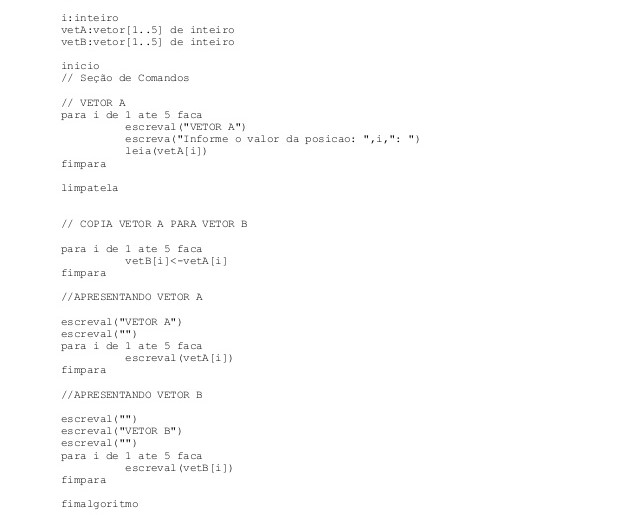 i:inteiro
vetA:vetor[1..5] de inteiro
vetB:vetor[1..5] de inteiro
inicio
// Seção de Comandos
// VETOR A
para i de 1 ate 5 faca
escreval("VETOR A")
escreva("Informe o valor da posicao: ",i,": ")
leia(vetA[i])
fimpara
limpatela
// COPIA VETOR A PARA VETOR B
para i de 1 ate 5 faca
vetB[i]<-vetA[i]
fimpara
//APRESENTANDO VETOR A
escreval("VETOR A")
escreval("")
para i de 1 ate 5 faca
escreval(vetA[i])
fimpara
//APRESENTANDO VETOR B
escreval("")
escreval("VETOR B")
escreval("")
para i de 1 ate 5 faca
escreval(vetB[i])
fimpara
fimalgoritmo